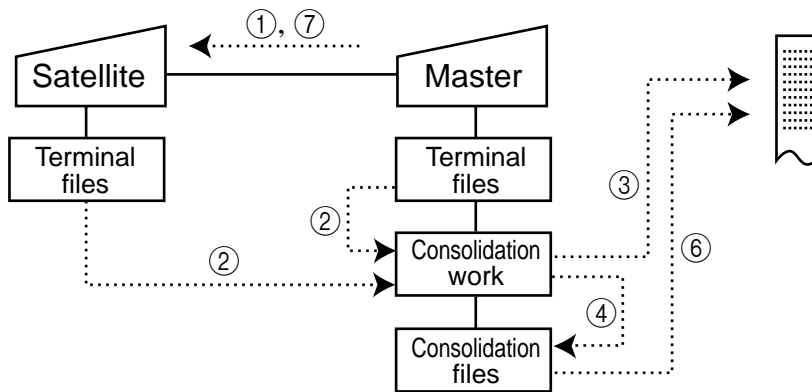 ①, ⑦
Satellite
Master
Terminal
files
Terminal
files
②
②
③
Consolidation
work
⑥
④
Consolidation
files